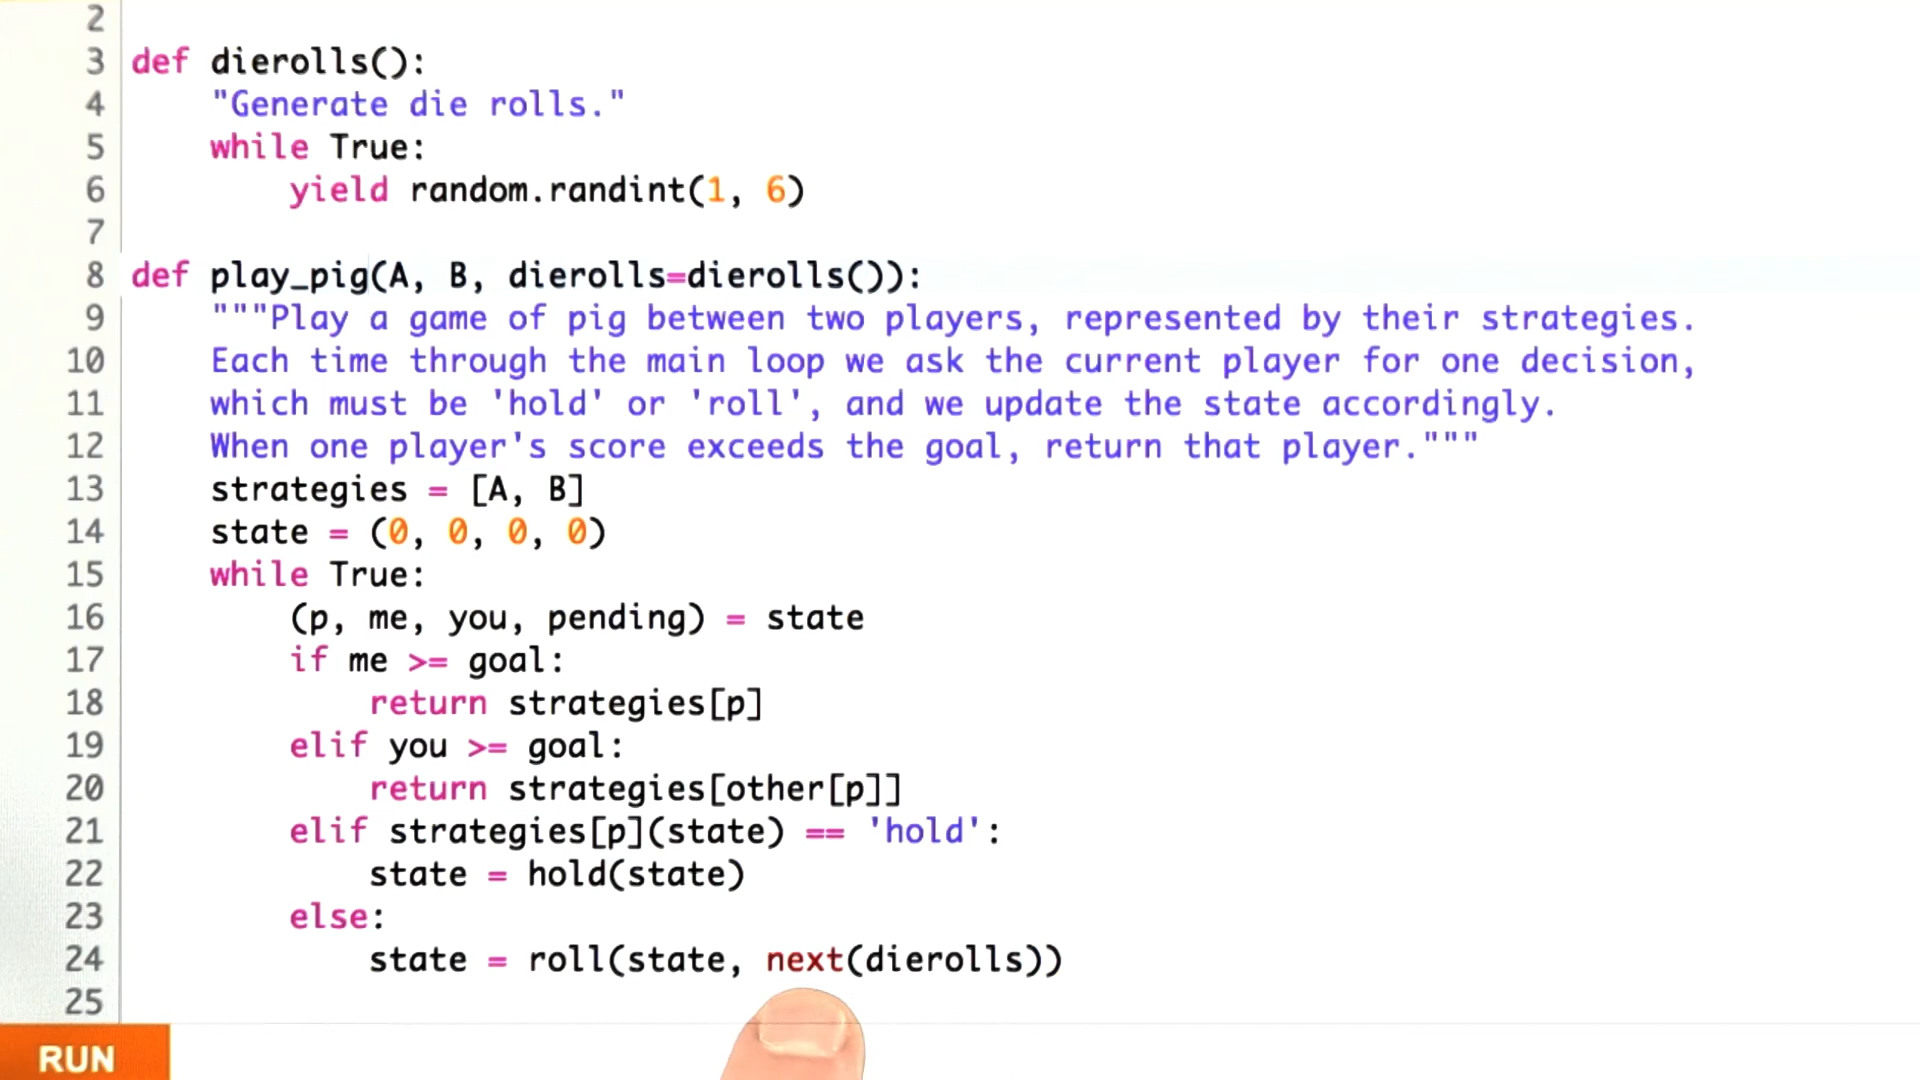 2
3 def dierolls():
4     "Generate die rolls."
5     while True:
6         yield random.randint(1, 6)
7
8 def play_pig(A, B, dierolls=dierolls()):
9     """Play a game of pig between two players, represented by their strategies.
10     Each time through the main loop we ask the current player for one decision,
11     which must be 'hold' or 'roll', and we update the state accordingly.
12     When one player's score exceeds the goal, return that player."""
13     strategies = [A, B]
14     state = (0, 0, 0, 0)
15     while True:
16         (p, me, you, pending) = state
17         if me >= goal:
18             return strategies[p]
19         elif you >= goal:
20             return strategies[other[p]]
21         elif strategies[p](state) == 'hold':
22             state = hold(state)
23         else:
24             state = roll(state, next(dierolls))
25
RUN